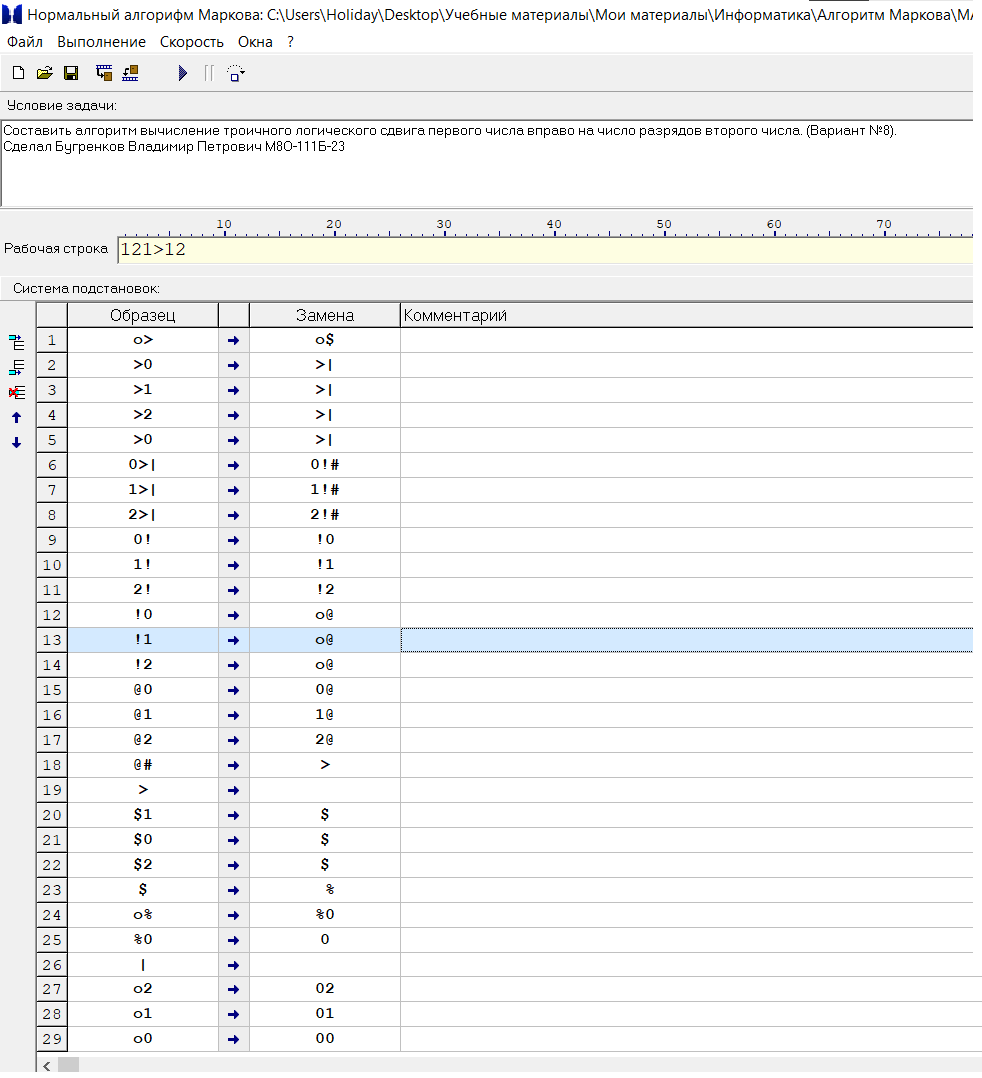 Нормальный алгорифм Маркова: C:\Users\Holiday\Desktop\Учебные материалы\Мои материалы\Информатика\Алгоритм Маркова\МА
Файл Выполнение Скорость Окна ?
Условие задачи:
Составить алгоритм вычисление троичного логического сдвига первого числа вправо на число разрядов второго числа. (Вариант №8).
Сделал Бугренков Владимир Петрович М8О-111Б-23
10 20 30 40 50 60 70
Рабочая строка 121>12
Система подстановок:
Образец Замена Комментарий
1 o> → o$
2 >0 → >|
3 >1 → >|
4 >2 → >|
5 >0 → >|
6 0>| → 0!#
7 1>| → 1!#
8 2>| → 2!#
9 0! → !0
10 1! → !1
11 2! → !2
12 !0 → o@
13 !1 → o@
14 !2 → o@
15 @0 → 0@
16 @1 → 1@
17 @2 → 2@
18 @# → >
19 > →
20 $1 → $
21 $0 → $
22 $2 → $
23 $ → %
24 o% → %0
25 %0 → 0
26 | →
27 o2 → 02
28 o1 → 01
29 o0 → 00